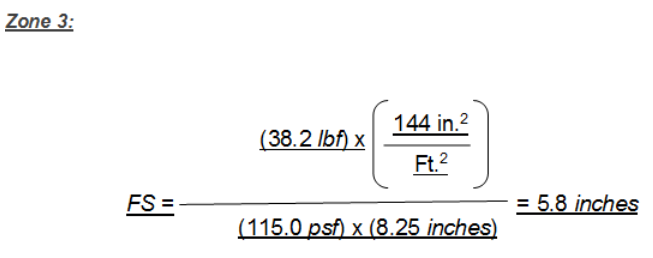 Zone 3:
(38.2 lbf) x
144 in.²
Ft.²
FS =
= 5.8 inches
(115.0 psf) x (8.25 inches)